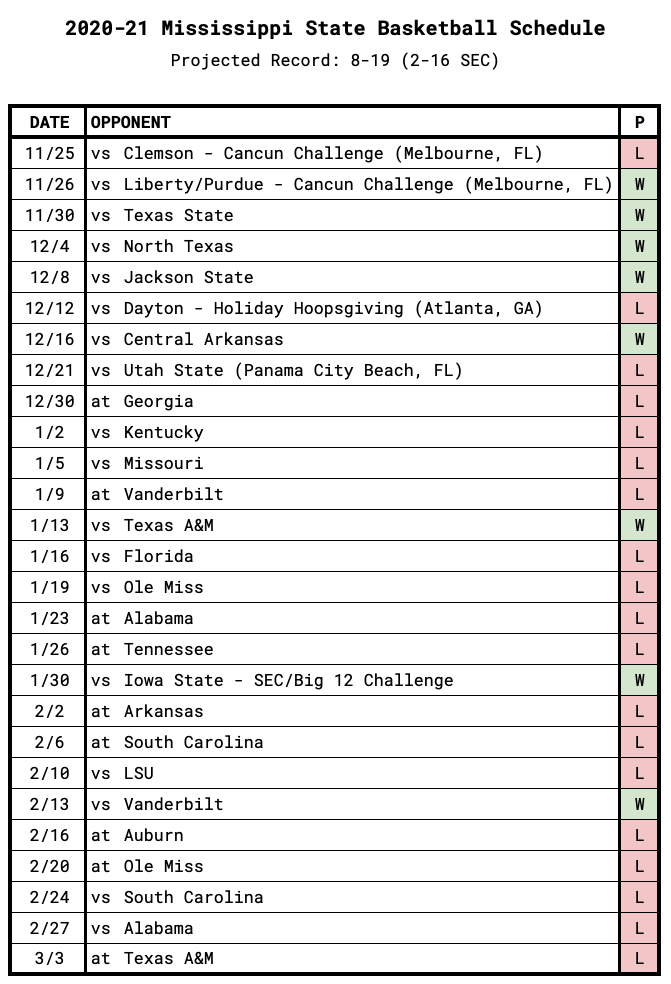 2020-21 Mississippi State Basketball Schedule
Projected Record: 8-19 (2-16 SEC)
DATE OPPONENT P
11/25 vs Clemson - Cancun Challenge (Melbourne, FL) L
11/26 vs Liberty/Purdue - Cancun Challenge (Melbourne, FL) W
11/30 vs Texas State W
12/4 vs North Texas W
12/8 vs Jackson State W
12/12 vs Dayton - Holiday Hoopsgiving (Atlanta, GA) L
12/16 vs Central Arkansas W
12/21 vs Utah State (Panama City Beach, FL) L
12/30 at Georgia L
1/2 vs Kentucky L
1/5 vs Missouri L
1/9 at Vanderbilt L
1/13 vs Texas A&M W
1/16 vs Florida L
1/19 vs Ole Miss L
1/23 at Alabama L
1/26 at Tennessee L
1/30 vs Iowa State - SEC/Big 12 Challenge W
2/2 at Arkansas L
2/6 at South Carolina L
2/10 vs LSU L
2/13 vs Vanderbilt W
2/16 at Auburn L
2/20 at Ole Miss L
2/24 vs South Carolina L
2/27 vs Alabama L
3/3 at Texas A&M L